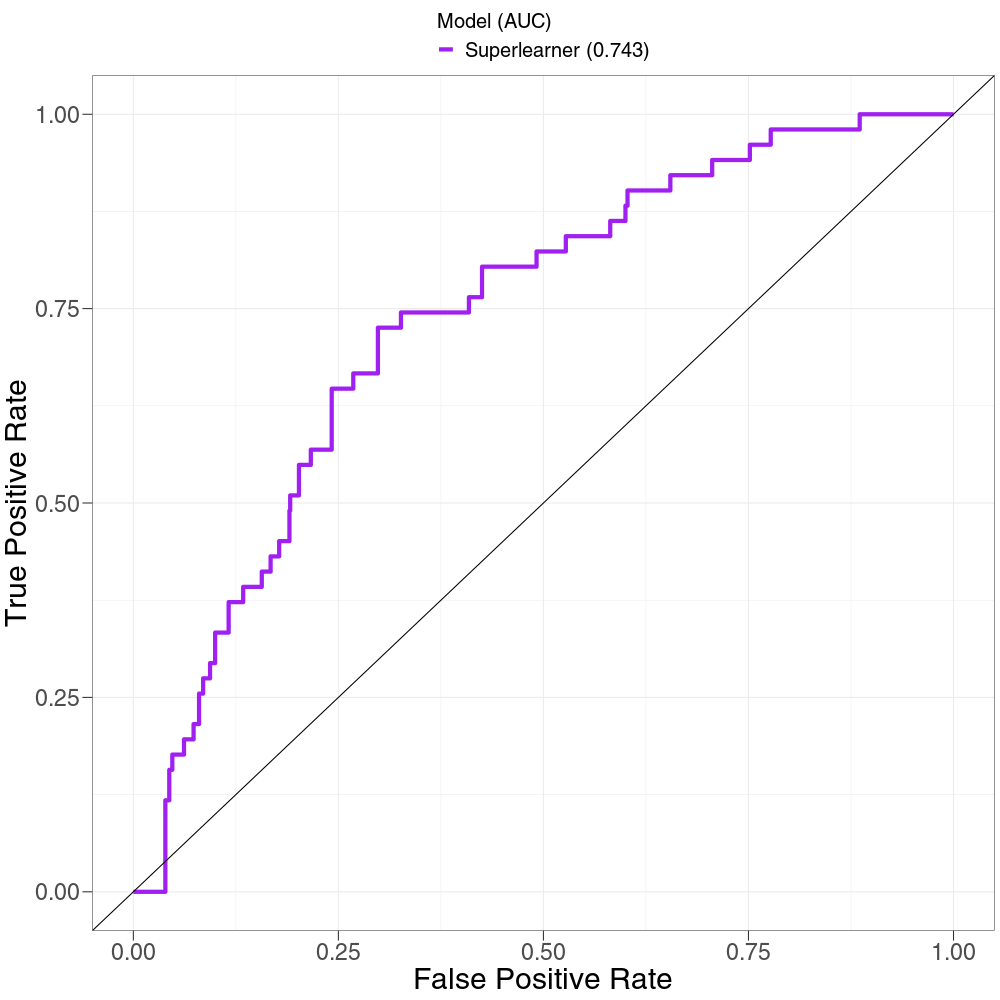 Model (AUC)
Superlearner (0.743)
1.00
0.75
0.50
0.25
0.00
True Positive Rate
0.00 0.25 0.50 0.75 1.00
False Positive Rate